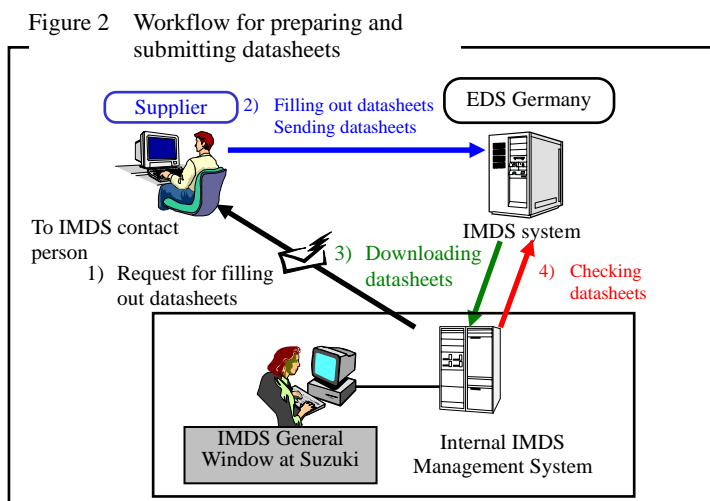 Figure 2 Workflow for preparing and
submitting datasheets
Supplier
2) Filling out datasheets
Sending datasheets
EDS Germany
To IMDS contact
person
IMDS system
1) Request for filling
out datasheets
3) Downloading
datasheets
4) Checking
datasheets
IMDS General
Window at Suzuki
Internal IMDS
Management System